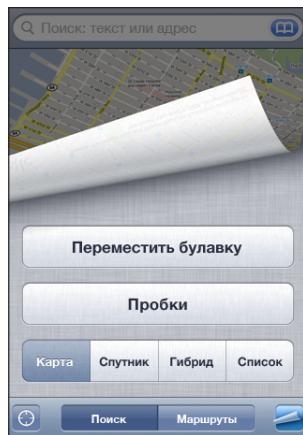 Поиск: текст или адрес
Переместить булавку
Пробки
Карта Спутник Гибрид Список
Поиск Маршруты